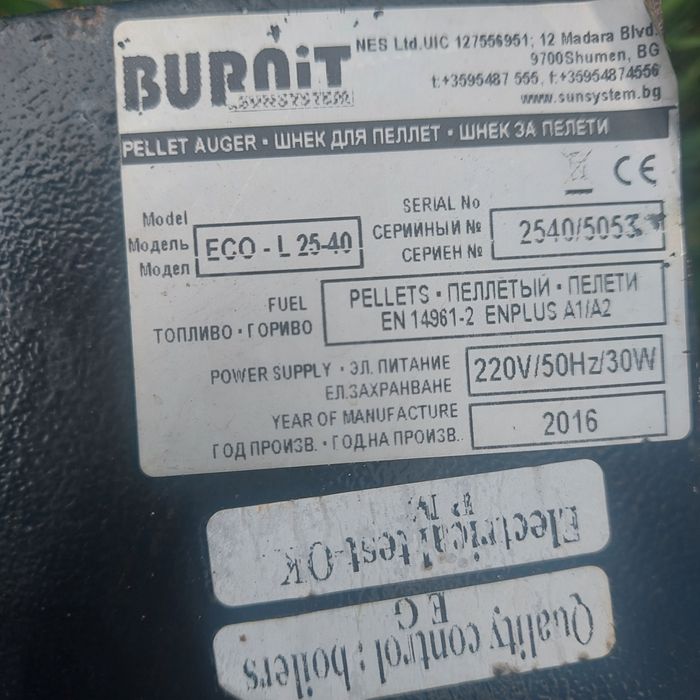 BURNiT
SUNSYSTEM
NES Ltd.UIC 127556951; 12 Madara Blvd.
9700Shumen, BG
t:+3595487 555, f:+35954874556
www.sunsystem.bg
PELLET AUGER • ШНЕК ДЛЯ ПЕЛЛЕТ • ШНЕК ЗА ПЕЛЕТИ
CE
Model
Модель
Модел
ECO - L 25-40
SERIAL No
СЕРИЙНЫЙ №
СЕРИЕН №
2540/5053
FUEL
ТОПЛИВО • ГОРИВО
PELLETS • ПЕЛЛЕТЫЙ • ПЕЛЕТИ
EN 14961-2 ENPLUS A1/A2
POWER SUPPLY • ЭЛ. ПИТАНИЕ
ЕЛ.ЗАХРАНВАНЕ
220V/50Hz/30W
YEAR OF MANUFACTURE
ГОД ПРОИЗВ. • ГОД.НА ПРОИЗВ..
2016
Electrical test-OK
Quality control : boilers
E G